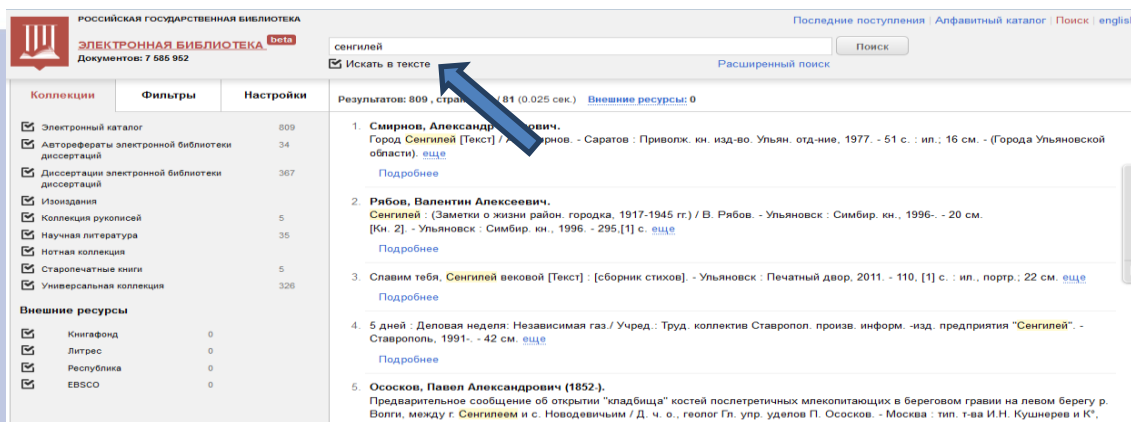 РОССИЙСКАЯ ГОСУДАРСТВЕННАЯ БИБЛИОТЕКА
ЭЛЕКТРОННАЯ БИБЛИОТЕКА beta
Документов: 7 585 952
Последние поступления | Алфавитный каталог | Поиск | english
сенгилей
Поиск
Искать в тексте
Расширенный поиск
Коллекции Фильтры Настройки
Электронный каталог 809
Авторефераты электронной библиотеки 34
диссертаций
Диссертации электронной библиотеки 367
диссертаций
Изоиздания
Коллекция рукописей 5
Научная литература 35
Нотная коллекция
Старопечатные книги 5
Универсальная коллекция 326
Внешние ресурсы
Книгафонд 0
Литрес 0
Республика 0
EBSCO 0
Результатов: 809 , / 81 (0.025 сек.) Внешние ресурсы: 0
1. Смирнов, Александр
Город Сенгилей [Текст] / - Саратов : Приволж. кн. изд-во. Ульян. отд-ние, 1977. - 51 с. : ил.; 16 см. - (Города Ульяновской
области). еще
Подробнее
2. Рябов, Валентин Алексеевич.
Сенгилей : (Заметки о жизни район. городка, 1917-1945 гг.) / В. Рябов. - Ульяновск : Симбир. кн., 1996-. - 20 см.
[Кн. 2]. - Ульяновск : Симбир. кн., 1996. - 295,[1] с. еще
Подробнее
3. Славим тебя, Сенгилей вековой [Текст] : [сборник стихов]. - Ульяновск : Печатный двор, 2011. - 110, [1] с. : ил., портр.; 22 см. еще
Подробнее
4. 5 дней : Деловая неделя: Независимая газ./ Учред.: Труд. коллектив Ставропол. произв. информ. -изд. предприятия "Сенгилей". -
Ставрополь, 1991-. - 42 см. еще
Подробнее
5. Ососков, Павел Александрович (1852-).
Предварительное сообщение об открытии "кладбища" костей послетретичных млекопитающих в береговом гравии на левом берегу р.
Волги, между г. Сенгилеем и с. Новодевичьим / Д. ч. о., геолог Гл. упр. уделов П. Ососков. - Москва : тип. т-ва И.Н. Кушнерев и К°,